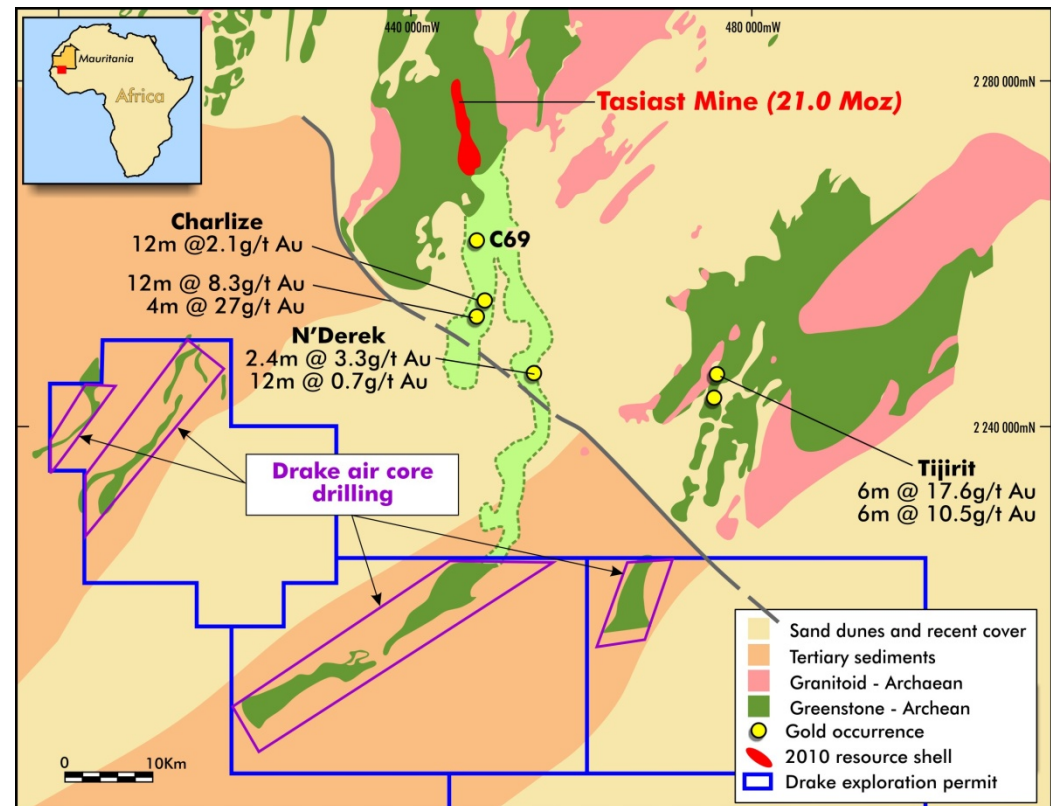 440 000mW
480 000mW
Mauritania
Africa
2 280 000mN
Tasiast Mine (21.0 Moz)
Charlize
12m @2.1g/t Au
12m @ 8.3g/t Au
4m @ 27g/t Au
C69
N'Derek
2.4m @ 3.3g/t Au
12m @ 0.7g/t Au
2 240 000mN
Drake air core
drilling
Tijirit
6m @ 17.6g/t Au
6m @ 10.5g/t Au
Sand dunes and recent cover
Tertiary sediments
Granitoid - Archaean
Greenstone - Archean
Gold occurrence
2010 resource shell
Drake exploration permit
0 10Km